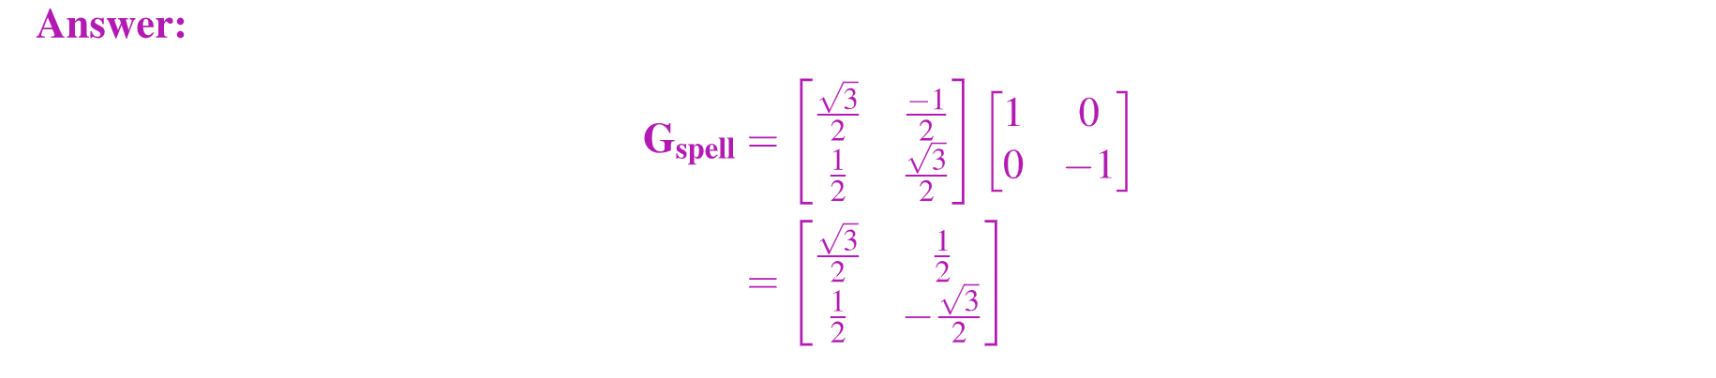 Answer:
$$\mathbf{G_{spell}} = \begin{bmatrix} \frac{\sqrt{3}}{2} & \frac{-1}{2} \\ \frac{1}{2} & \frac{\sqrt{3}}{2} \end{bmatrix} \begin{bmatrix} 1 & 0 \\ 0 & -1 \end{bmatrix}$$
$$= \begin{bmatrix} \frac{\sqrt{3}}{2} & \frac{1}{2} \\ \frac{1}{2} & -\frac{\sqrt{3}}{2} \end{bmatrix}$$